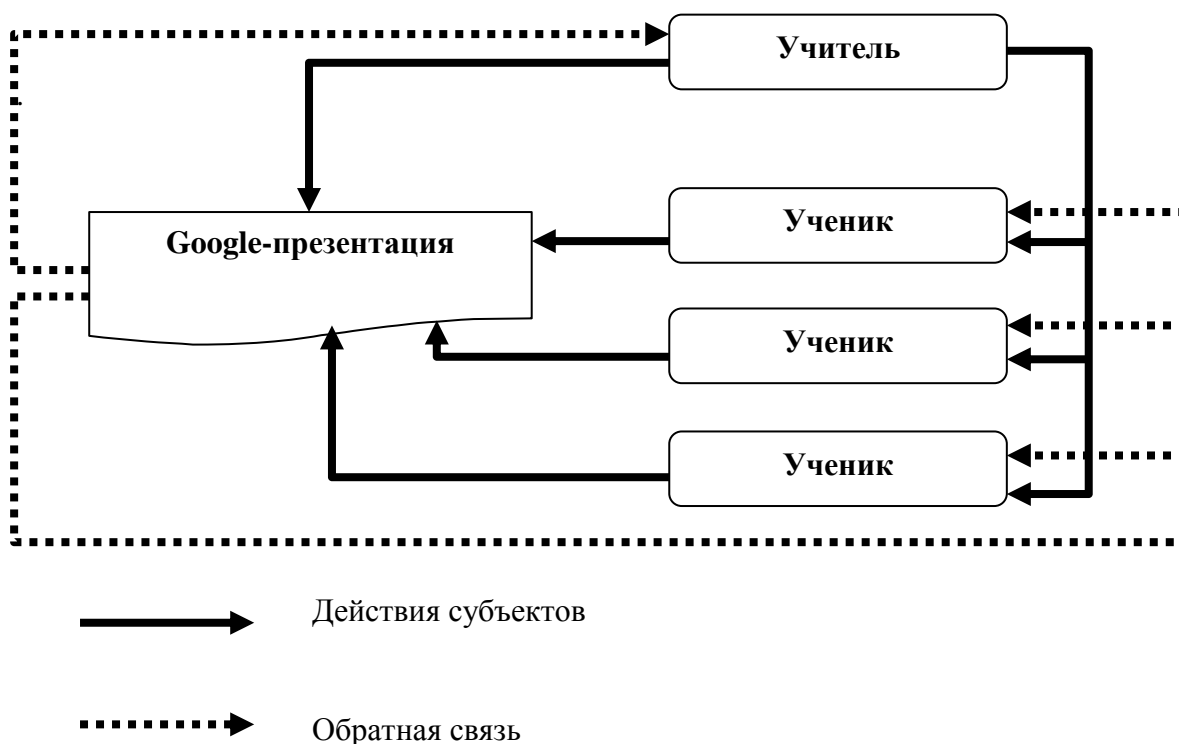 Учитель
Google-презентация
Ученик
Ученик
Ученик
Действия субъектов
Обратная связь